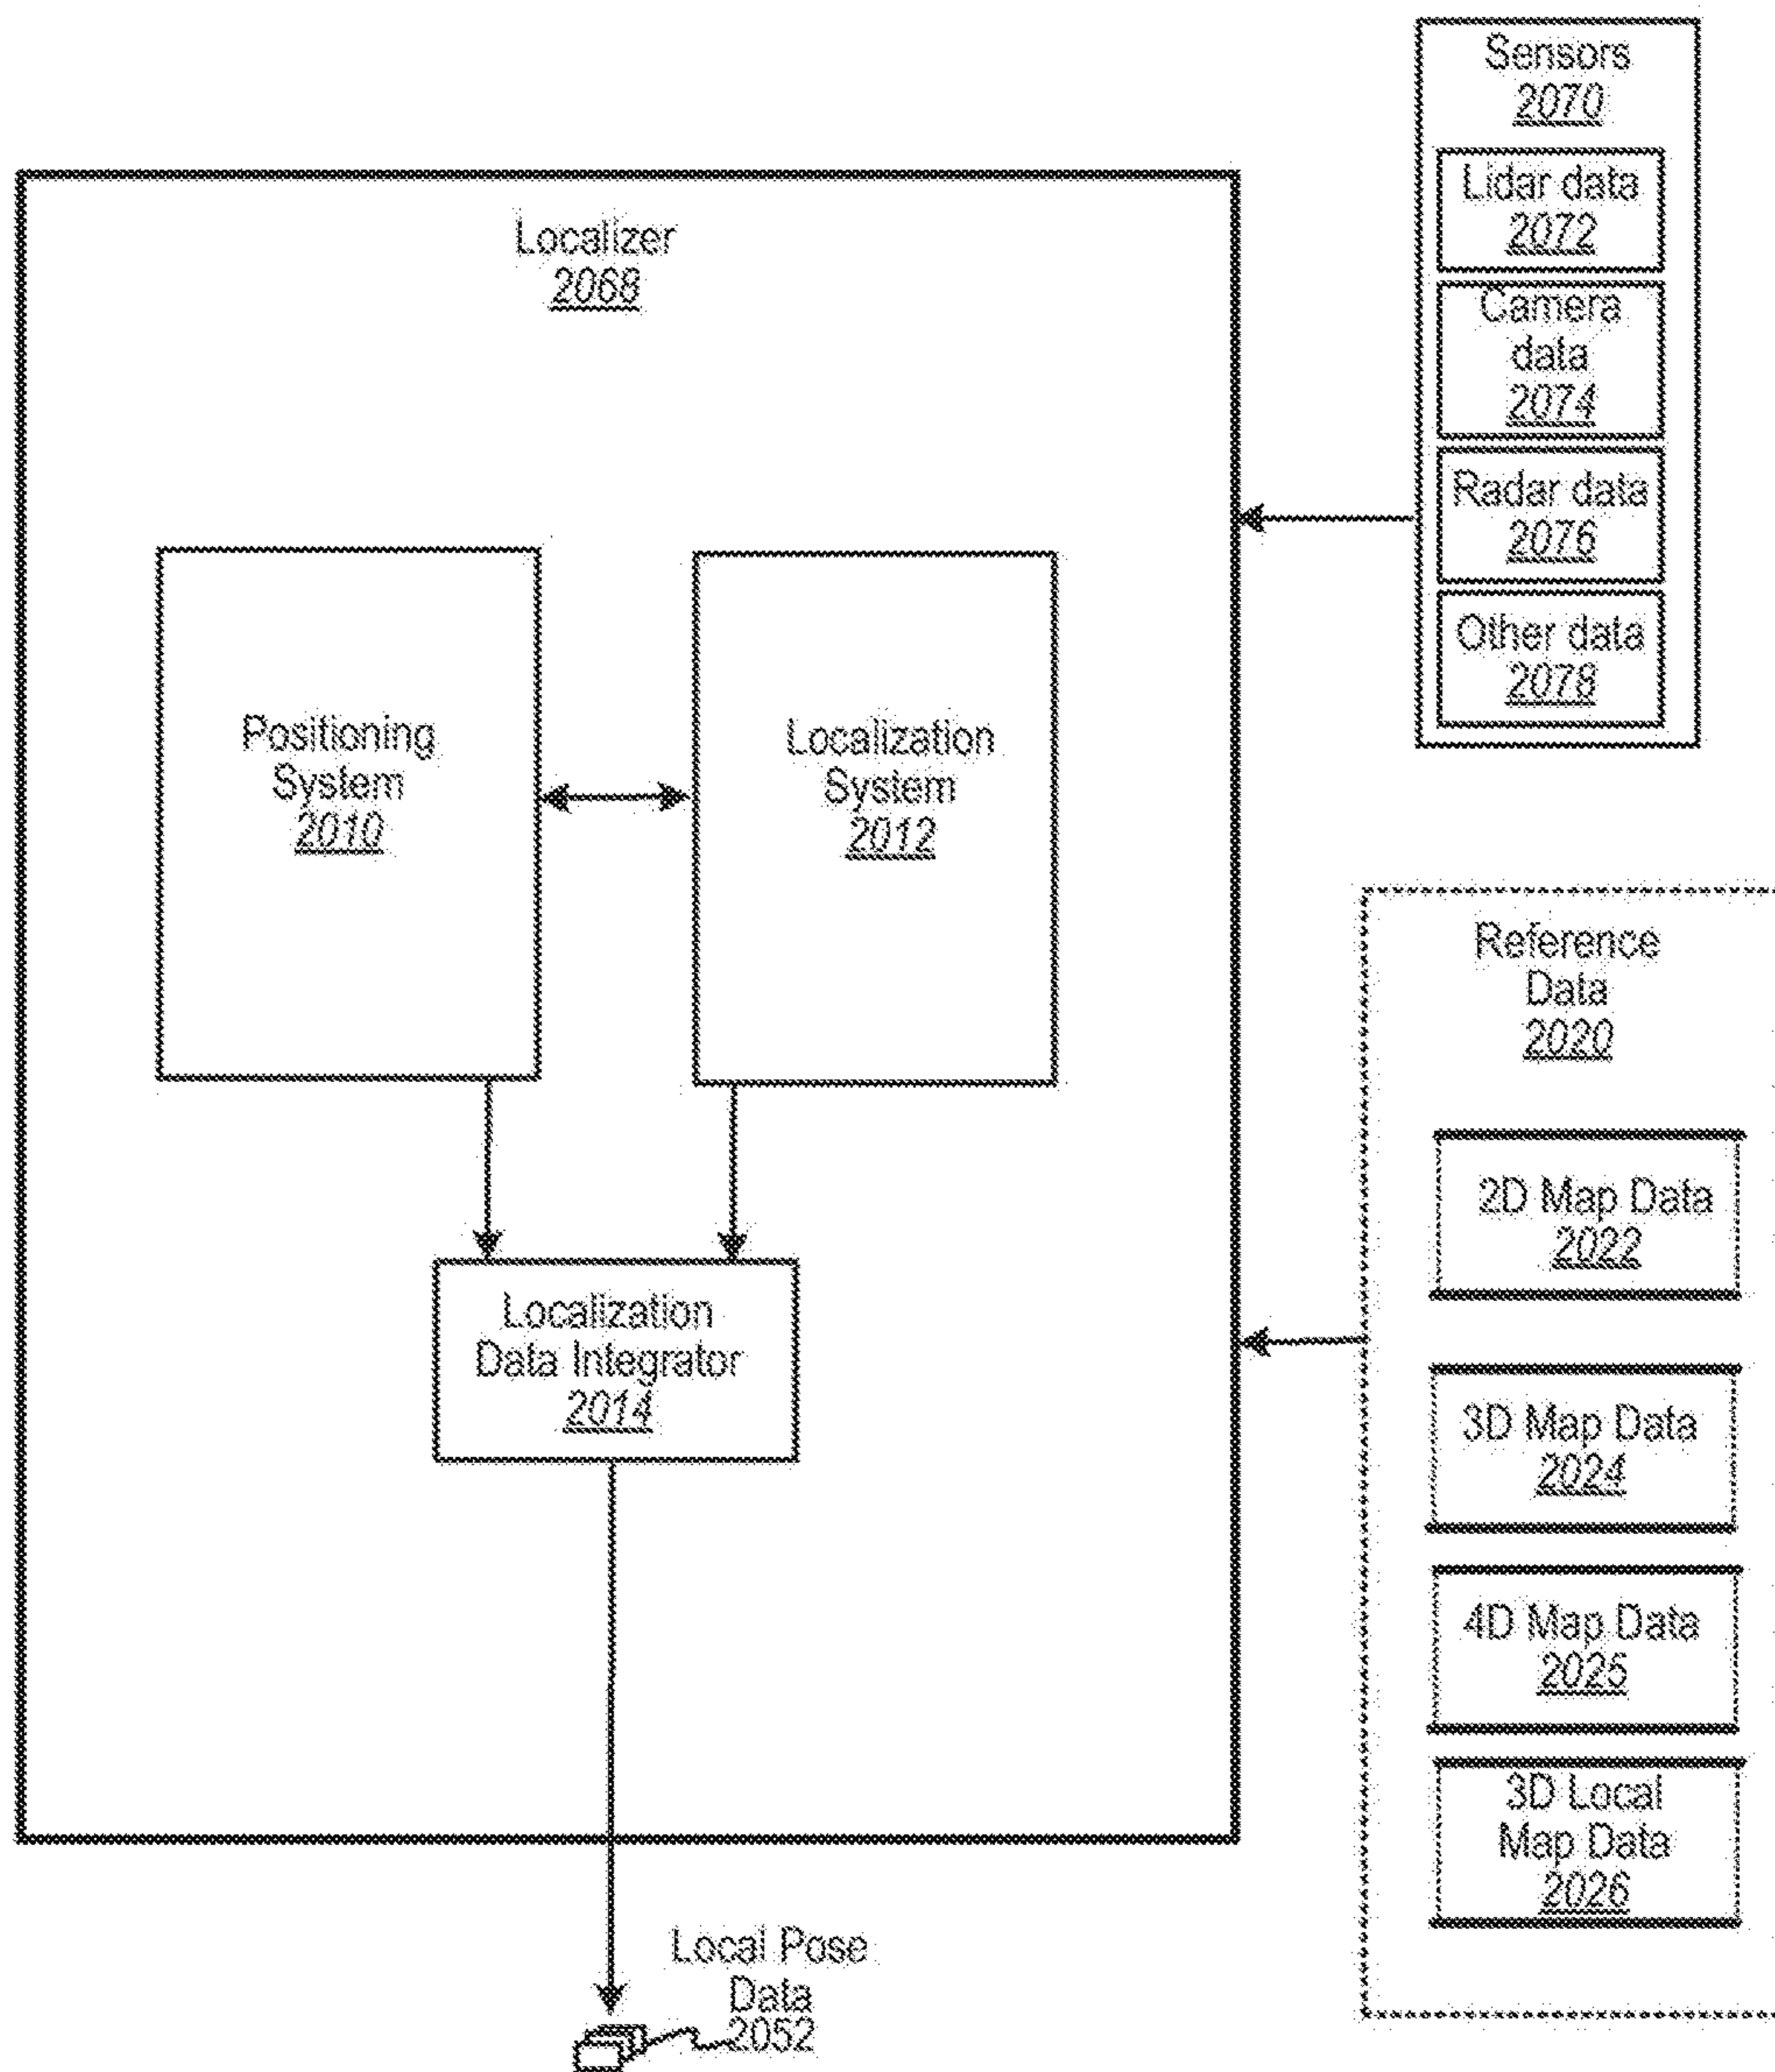 Sensors
2070
Lidar data
2072
Camera
data
2074
Radar data
2076
Other data
2078
Localizer
2068
Positioning
System
2010
Localization
System
2012
Localization
Data Integrator
2014
Reference
Data
2020
2D Map Data
2022
3D Map Data
2024
4D Map Data
2025
3D Local
Map Data
2026
Local Pose
Data
2052